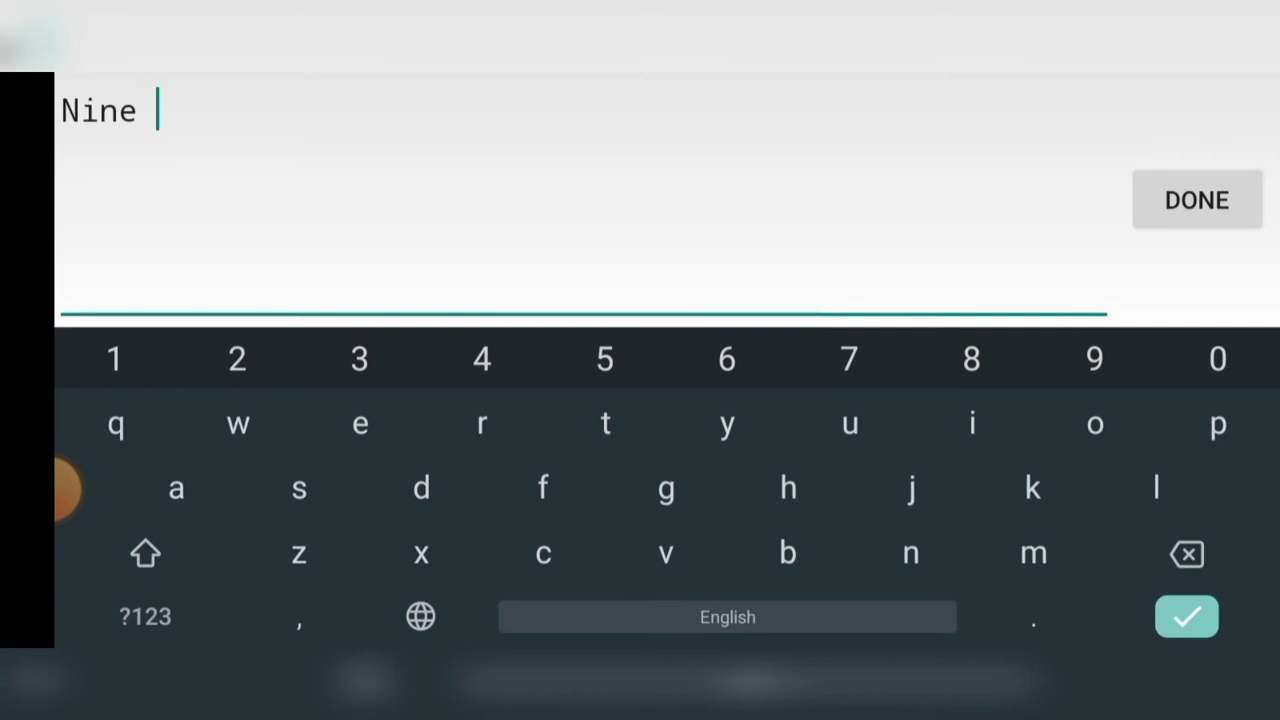 Nine
DONE
1 2 3 4 5 6 7 8 9 0
q w e r t y u i o p
a s d f g h j k l
z x c v b n m
?123 , English .